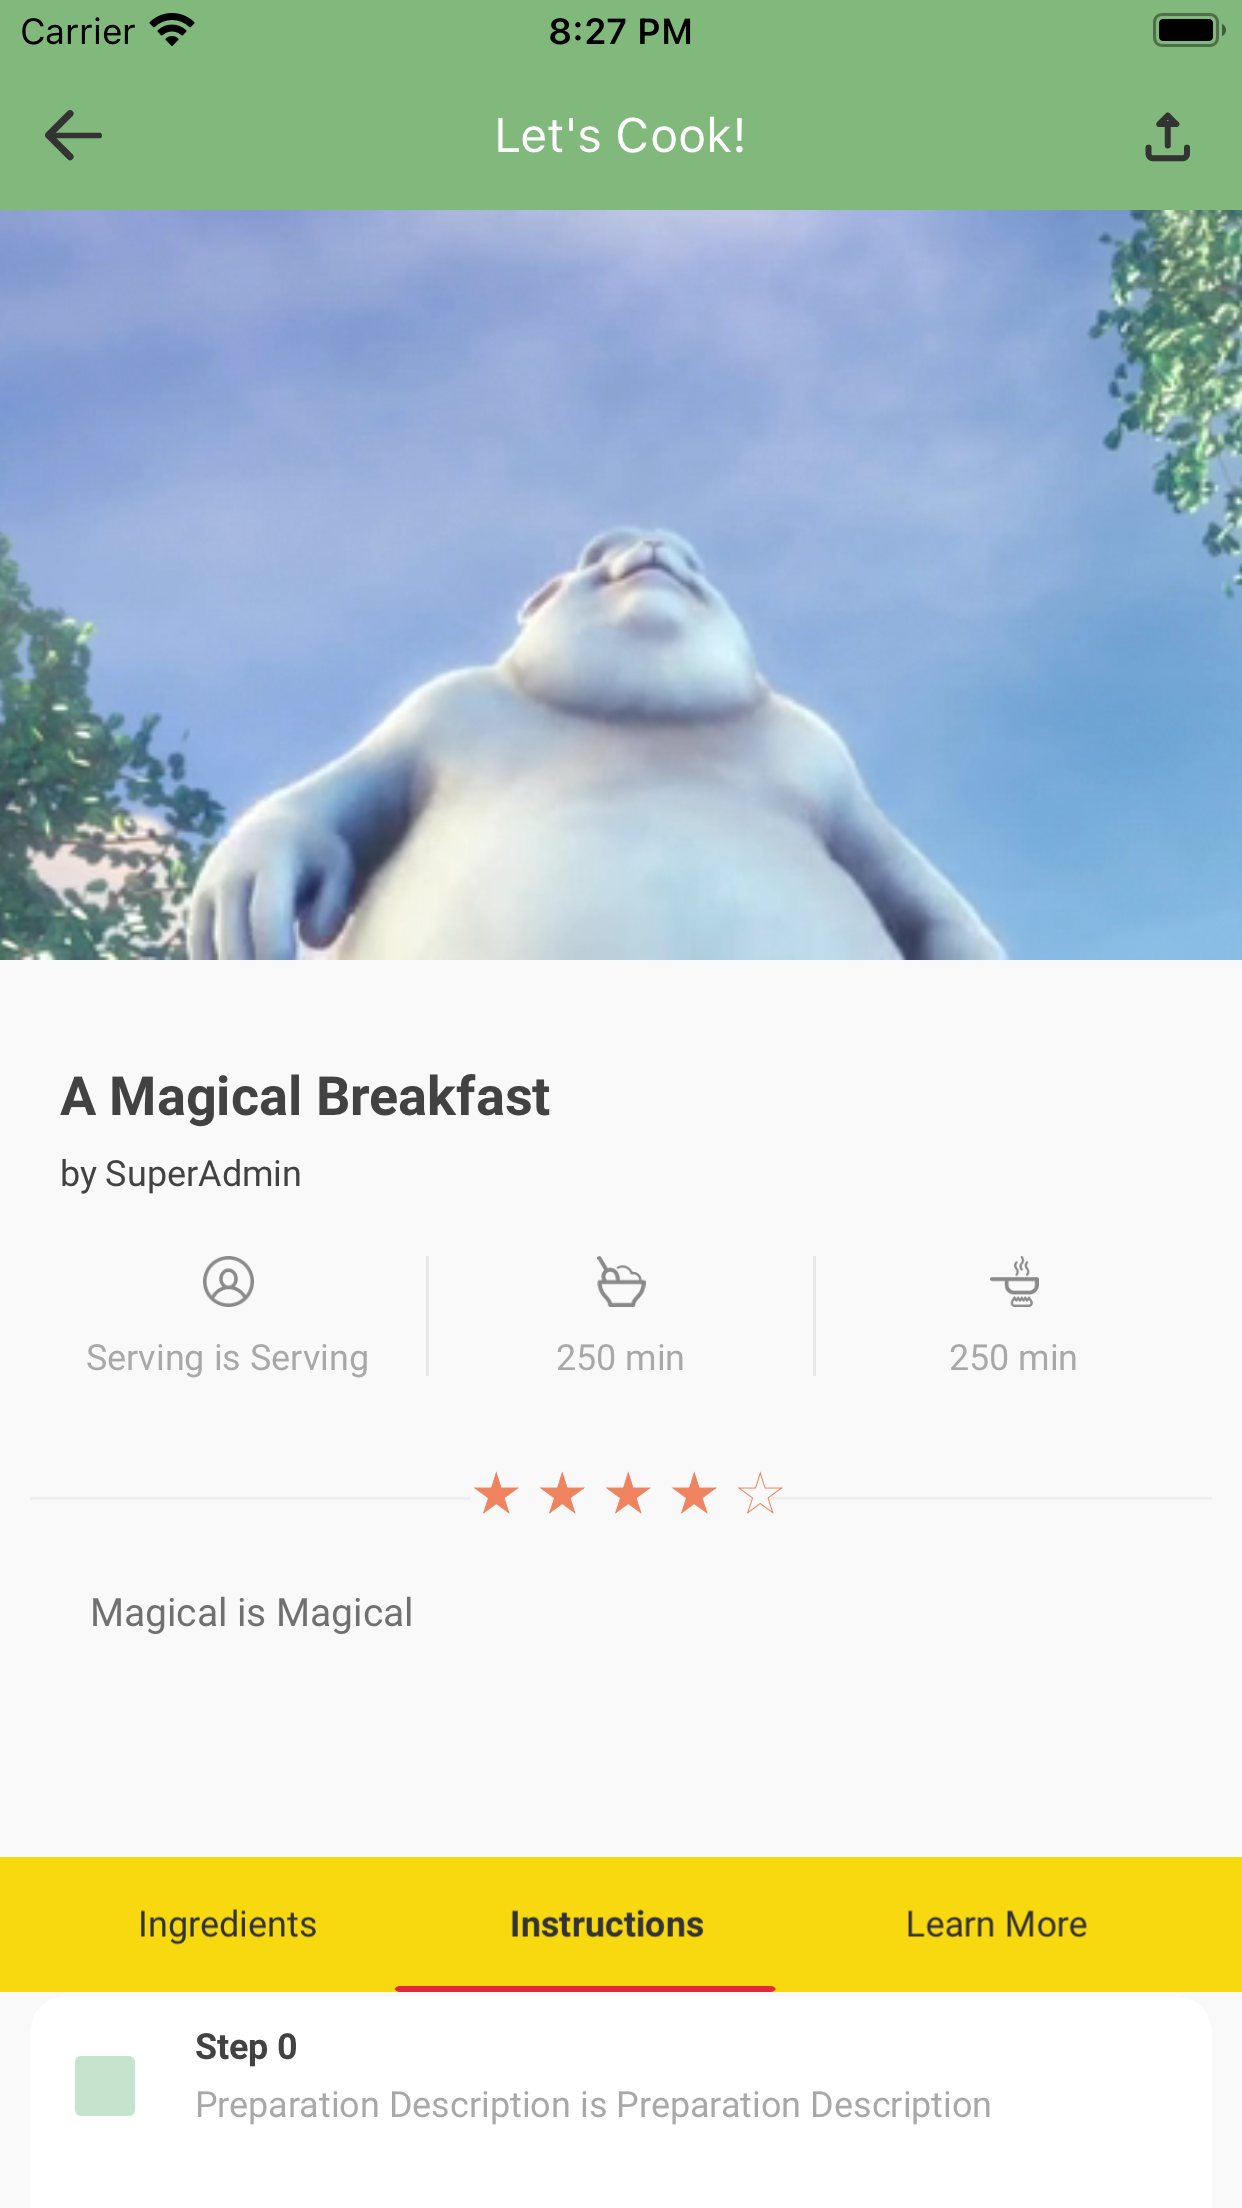 Carrier 8:27 PM
Let's Cook!
A Magical Breakfast
by SuperAdmin
Serving is Serving 250 min 250 min
Magical is Magical
Ingredients Instructions Learn More
Step 0
Preparation Description is Preparation Description